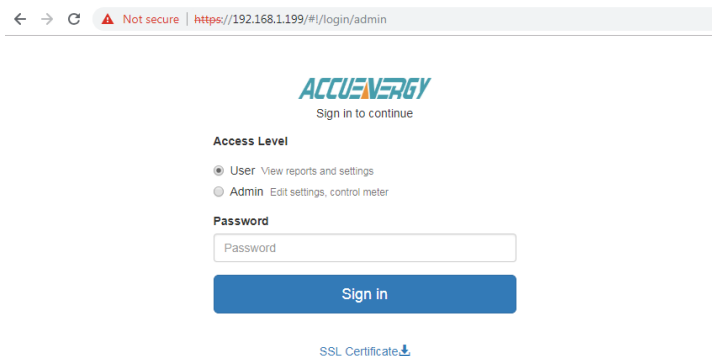 Not secure | https://192.168.1.199/#!/login/admin
ACCUENERGY
Sign in to continue
Access Level
User View reports and settings
Admin Edit settings, control meter
Password
Password
Sign in
SSL Certificate